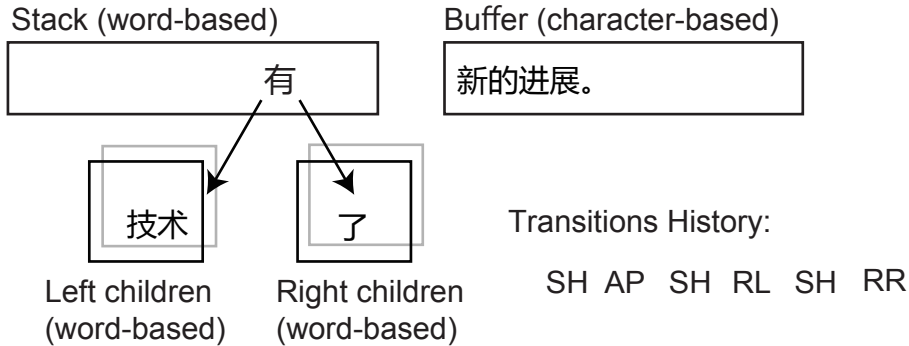 Stack (word-based)
Buffer (character-based)
有
新的进展。
技术
了
Transitions History:
SH AP SH RL SH RR
Left children
(word-based)
Right children
(word-based)